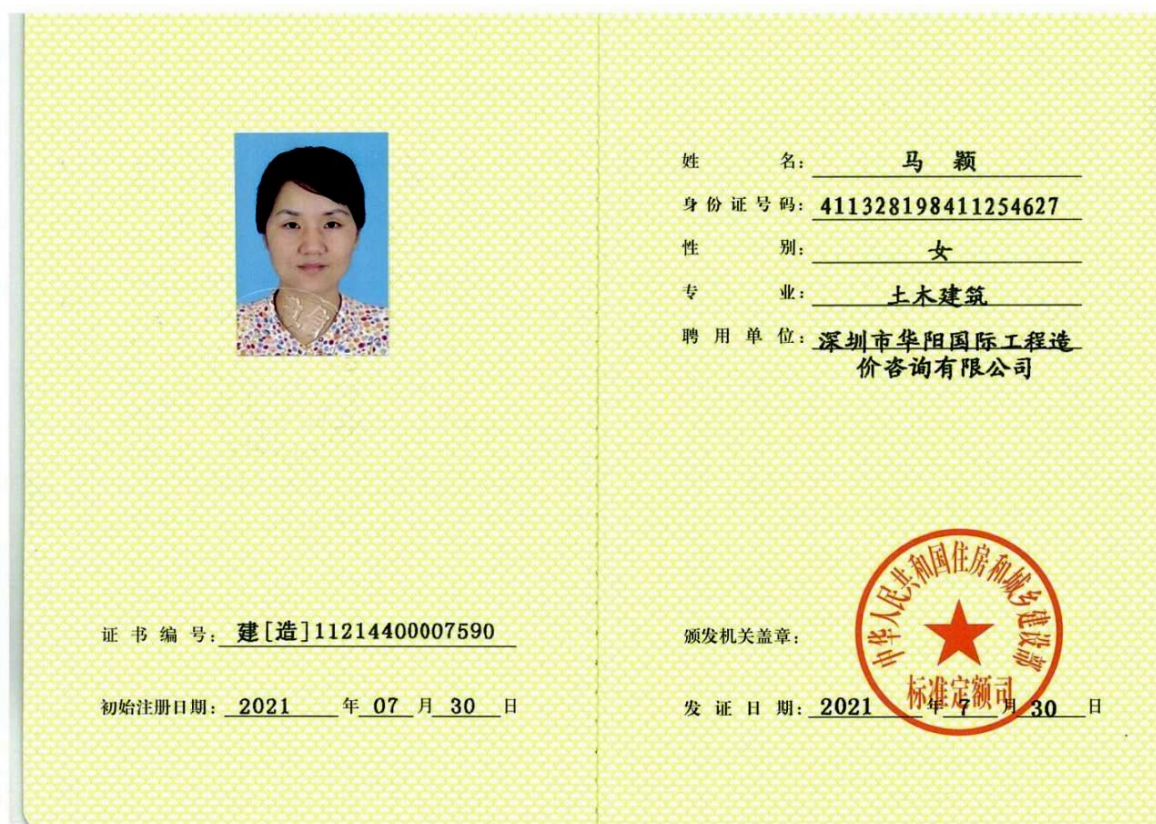 姓 名: 马 颖
身份证号码: 411328198411254627
性 别: 女
专 业: 土木建筑
聘用单位: 深圳市华阳国际工程造
价咨询有限公司
证书编号: 建[造]11214400007590
初始注册日期: 2021 年 07 月 30 日
颁发机关盖章:
中华人民共和国住房和城乡建设部
标准定额司
发证日期: 2021 年 7 月 30 日